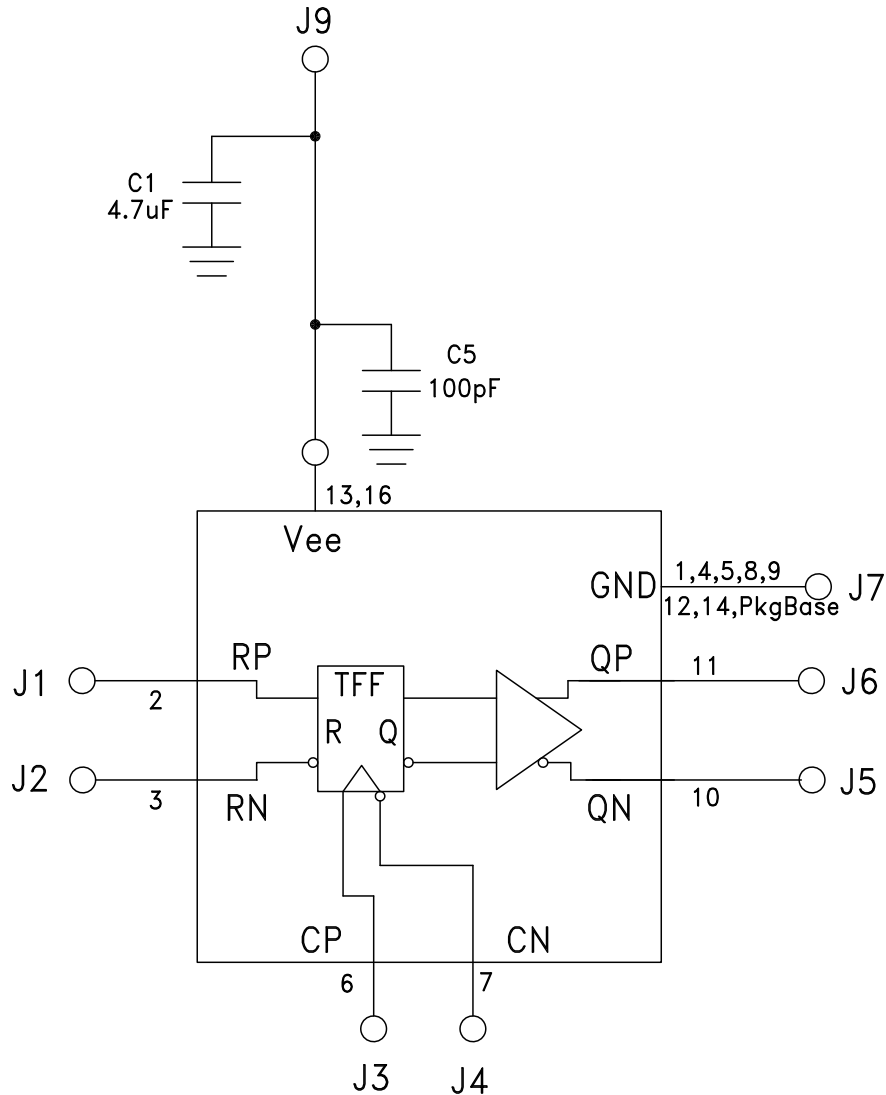 J9
C1
4.7uF
C5
100pF
13,16
Vee
GND
1,4,5,8,9
12,14,PkgBase
J7
J1
2
RP
TFF
R
Q
QP
11
J6
J2
3
RN
QN
10
J5
CP
CN
6
7
J3
J4